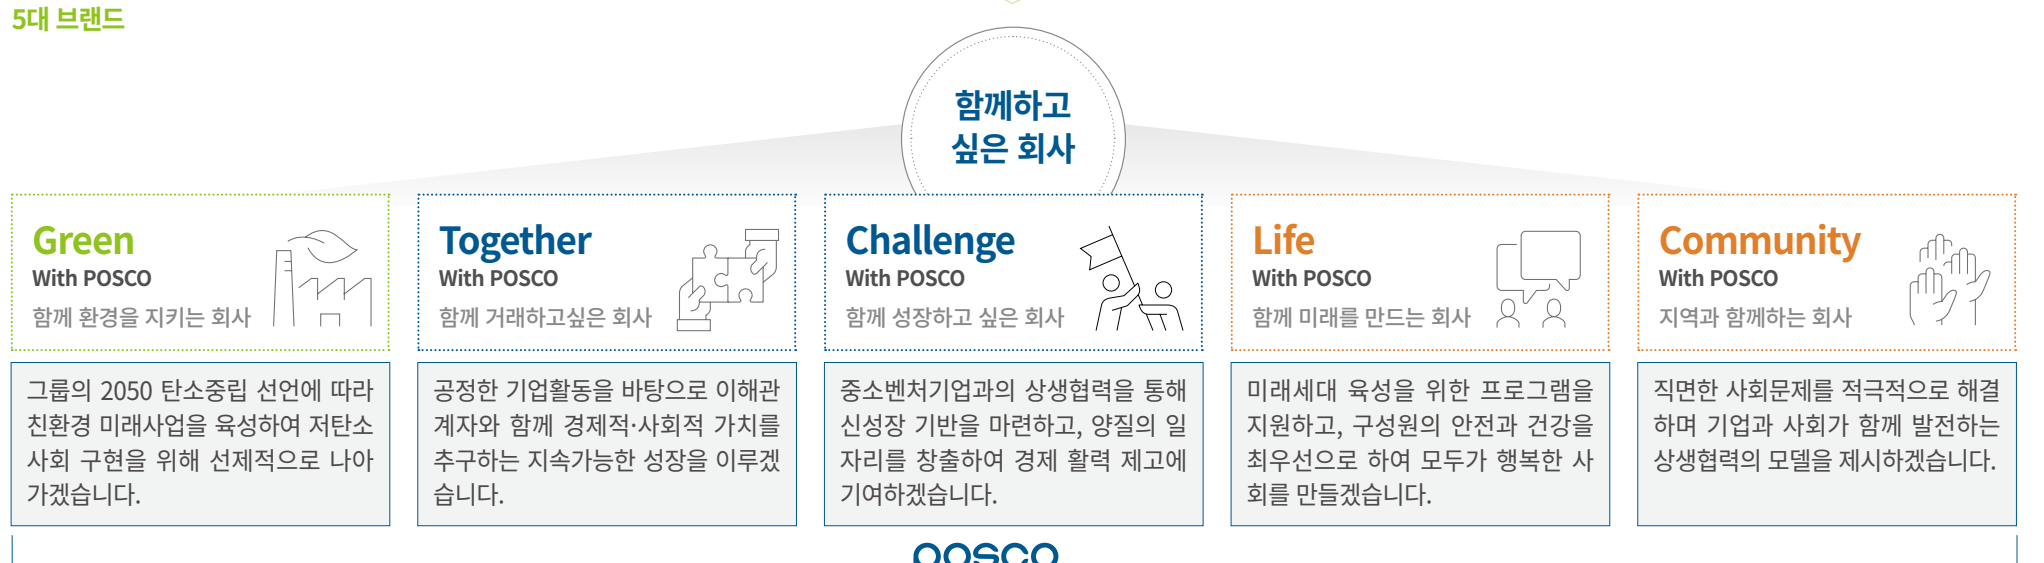 5대 브랜드
함께하고
싶은 회사
Green
With POSCO
함께 환경을 지키는 회사
그룹의 2050 탄소중립 선언에 따라
친환경 미래사업을 육성하여 저탄소
사회 구현을 위해 선제적으로 나아
가겠습니다.
Together
With POSCO
함께 거래하고싶은 회사
공정한 기업활동을 바탕으로 이해관
계자와 함께 경제적·사회적 가치를
추구하는 지속가능한 성장을 이루겠
습니다.
Challenge
With POSCO
함께 성장하고 싶은 회사
중소벤처기업과의 상생협력을 통해
신성장 기반을 마련하고, 양질의 일
자리를 창출하여 경제 활력 제고에
기여하겠습니다.
Life
With POSCO
함께 미래를 만드는 회사
미래세대 육성을 위한 프로그램을
지원하고, 구성원의 안전과 건강을
최우선으로 하여 모두가 행복한 사
회를 만들겠습니다.
Community
With POSCO
지역과 함께하는 회사
직면한 사회문제를 적극적으로 해결
하며 기업과 사회가 함께 발전하는
상생협력의 모델을 제시하겠습니다.
posco